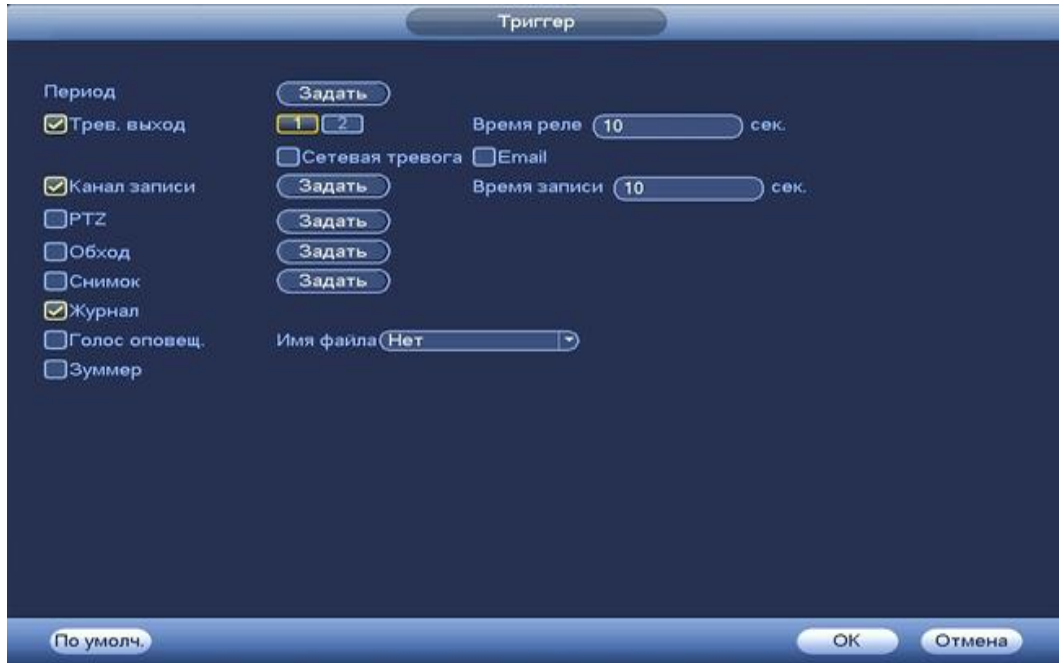 Триггер
Период Задать
Трев. выход 1 2 Время реле 10 сек.
Сетевая тревога Email
Канал записи Задать Время записи 10 сек.
PTZ Задать
Обход Задать
Снимок Задать
Журнал
Голос оповещ. Имя файла Нет
Зуммер
По умолч. OK Отмена